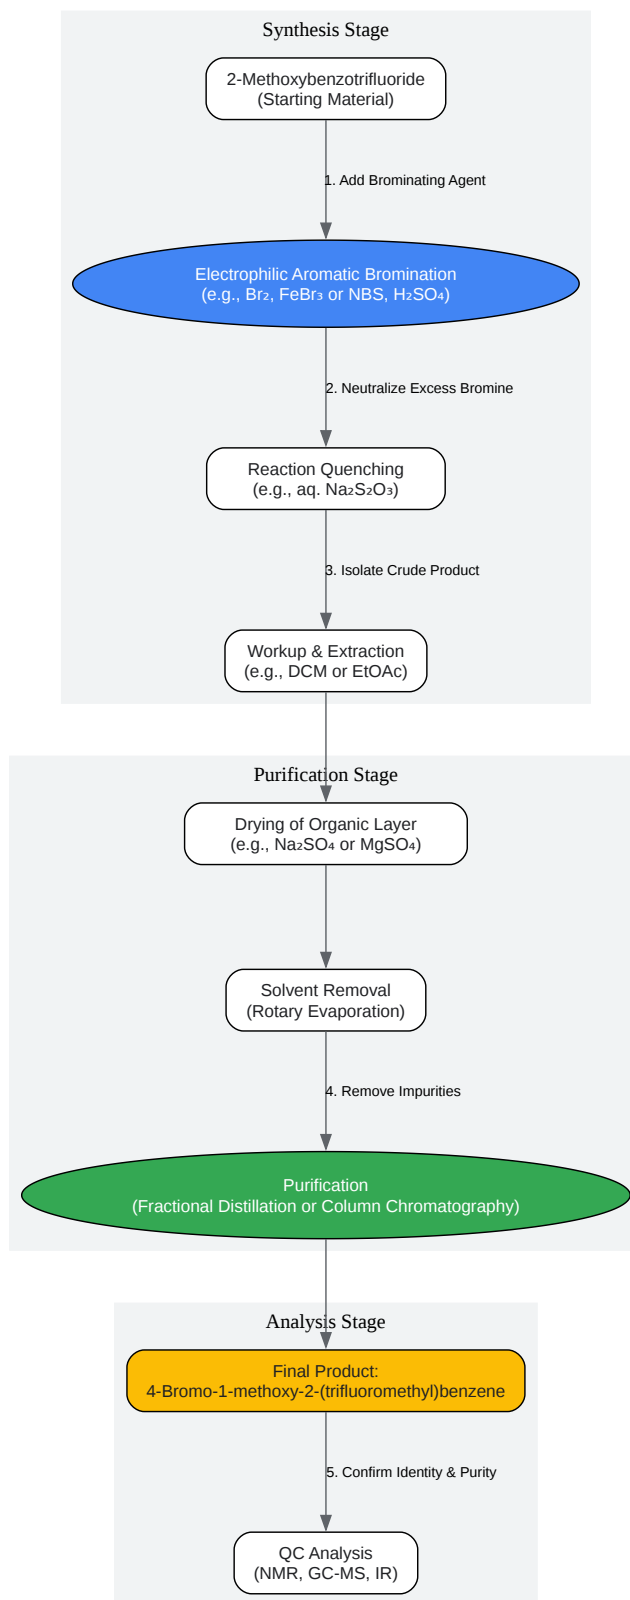 Synthesis Stage
2-Methoxybenzotrifluoride
(Starting Material)
1. Add Brominating Agent
Electrophilic Aromatic Bromination
(e.g., Br₂, FeBr₃ or NBS, H₂SO₄)
2. Neutralize Excess Bromine
Reaction Quenching
(e.g., aq. Na₂S₂O₃)
3. Isolate Crude Product
Workup & Extraction
(e.g., DCM or EtOAc)
Purification Stage
Drying of Organic Layer
(e.g., Na₂SO₄ or MgSO₄)
Solvent Removal
(Rotary Evaporation)
4. Remove Impurities
Purification
(Fractional Distillation or Column Chromatography)
Analysis Stage
Final Product:
4-Bromo-1-methoxy-2-(trifluoromethyl)benzene
5. Confirm Identity & Purity
QC Analysis
(NMR, GC-MS, IR)